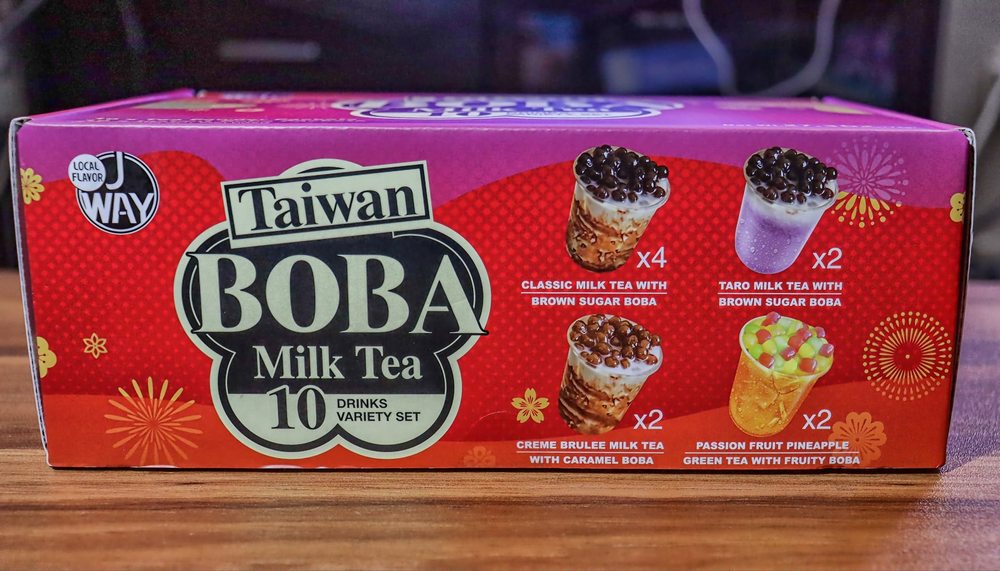 LOCAL
FLAVOR
J
WAY
Taiwan
BOBA
Milk Tea
10 DRINKS
VARIETY SET
x4
CLASSIC MILK TEA WITH
BROWN SUGAR BOBA
x2
TARO MILK TEA WITH
BROWN SUGAR BOBA
x2
CREME BRULEE MILK TEA
WITH CARAMEL BOBA
x2
PASSION FRUIT PINEAPPLE
GREEN TEA WITH FRUITY BOBA